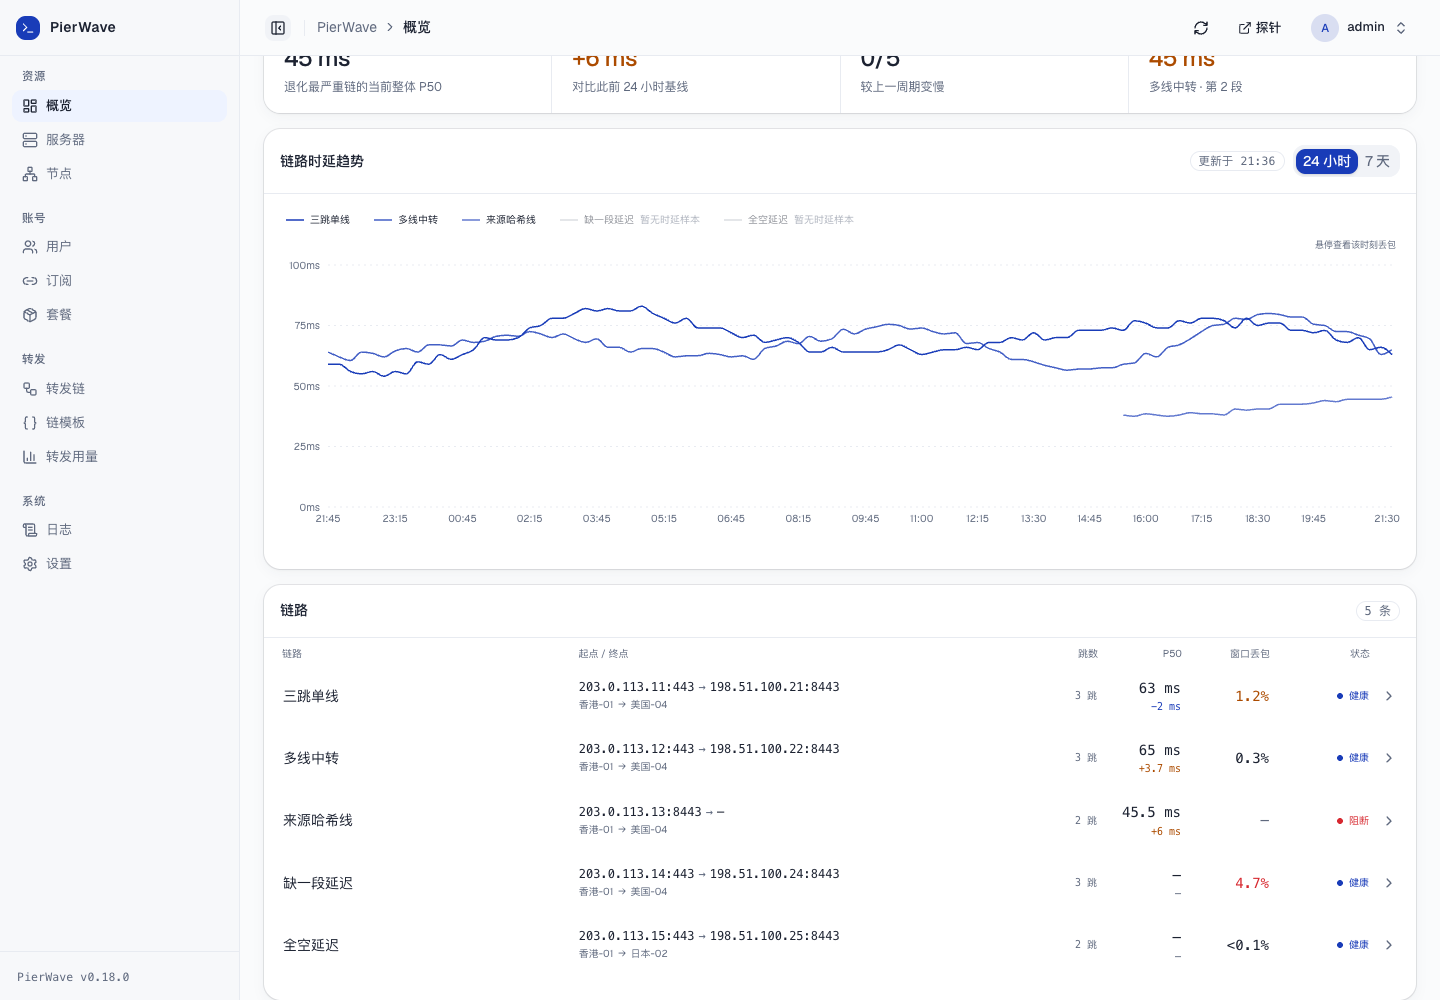 PierWave
PierWave > 概览
探针
A
admin
资源
概览
服务器
节点
账号
用户
订阅
套餐
转发
转发链
链模板
转发用量
系统
日志
设置
PierWave v0.18.0
45 ms
+6 ms
0/5
45 ms
退化最严重链的当前整体 P50
对比此前 24 小时基线
较上一周期变慢
多线中转 · 第 2 段
链路时延趋势
更新于 21:36
24 小时
7 天
三跳单线
多线中转
来源哈希线
缺一段延迟 暂无时延样本
全空延迟 暂无时延样本
悬停查看该时刻丢包
100ms
75ms
50ms
25ms
0ms
21:45 23:15 00:45 02:15 03:45 05:15 06:45 08:15 09:45 11:00 12:15 13:30 14:45 16:00 17:15 18:30 19:45 21:30
链路
5 条
链路 起点 / 终点 跳数 P50 窗口丢包 状态
三跳单线
203.0.113.11:443 → 198.51.100.21:8443
香港-01 → 美国-04
3 跳
63 ms
−2 ms
1.2%
健康
多线中转
203.0.113.12:443 → 198.51.100.22:8443
香港-01 → 美国-04
3 跳
65 ms
+3.7 ms
0.3%
健康
来源哈希线
203.0.113.13:8443 → —
香港-01 → 美国-04
2 跳
45.5 ms
+6 ms
—
阻断
缺一段延迟
203.0.113.14:443 → 198.51.100.24:8443
香港-01 → 美国-04
3 跳
—
—
4.7%
健康
全空延迟
203.0.113.15:443 → 198.51.100.25:8443
香港-01 → 日本-02
2 跳
—
—
<0.1%
健康